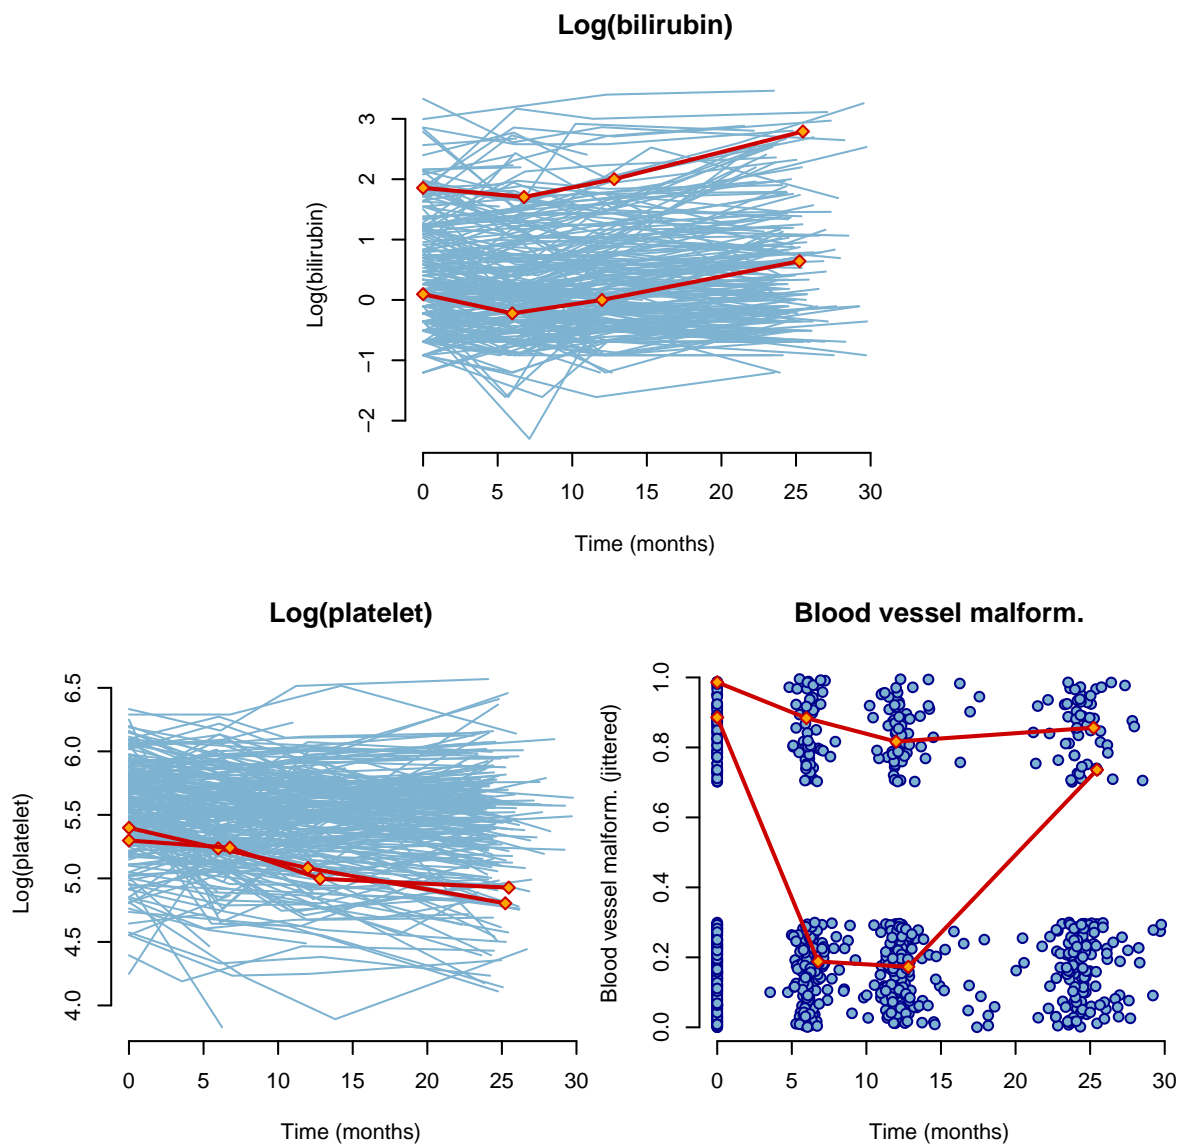 Log(bilirubin)
Log(bilirubin)
3
2
1
0
−1
−2
0 5 10 15 20 25 30
Time (months)
Log(platelet)
Log(platelet)
6.5
6.0
5.5
5.0
4.5
4.0
0 5 10 15 20 25 30
Time (months)
Blood vessel malform.
Blood vessel malform. (jittered)
1.0
0.8
0.6
0.4
0.2
0.0
0 5 10 15 20 25 30
Time (months)